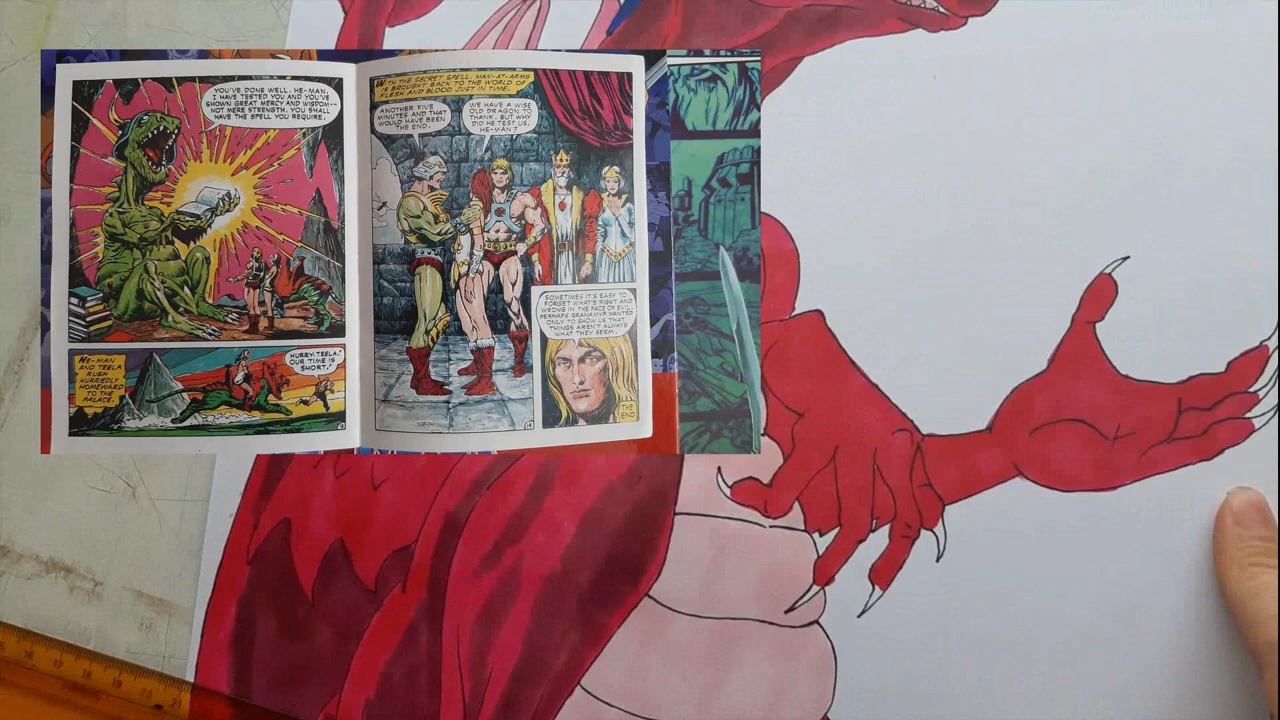 YOU'VE DONE WELL, HE-MAN.
I HAVE TESTED YOU AND YOU'VE
SHOWN GREAT MERCY AND WISDOM--
NOT MERE STRENGTH. YOU SHALL
HAVE THE SPELL YOU REQUIRE.
HE-MAN
AND TEELA
RUSH
HURRIEDLY
HOMEWARD
TO THE
PALACE.
HURRY, TEELA!
OUR TIME IS
SHORT!
WITH THE SECRET SPELL, MAN-AT-ARMS
IS BROUGHT BACK TO THE WORLD OF
FLESH AND BLOOD JUST IN TIME.
ANOTHER FIVE
MINUTES AND THAT
WOULD HAVE BEEN
THE END.
WE HAVE A WISE
OLD DRAGON TO
THANK. BUT WHY
DID HE TEST US,
HE-MAN?
SOMETIMES IT'S EASY TO
FORGET WHAT'S RIGHT AND
WRONG IN THE FACE OF EVIL.
PERHAPS GRANAMYR WANTED
ONLY TO SHOW US THAT
THINGS AREN'T ALWAYS
WHAT THEY SEEM.
THE
END
16 17 18 19 20 21